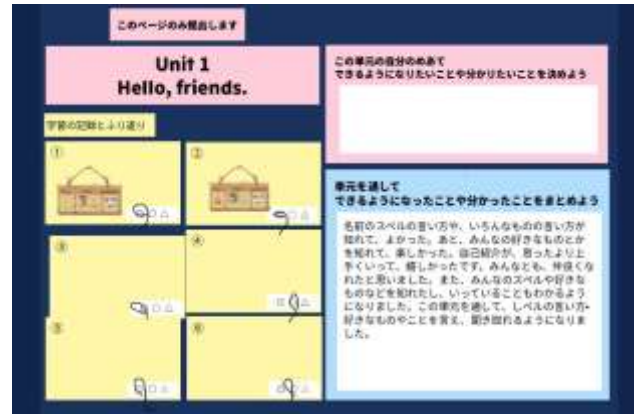 このページのみ提出します
Unit 1
Hello, friends.
学習の記録とふり返り
①
②
③
④
⑤
⑥
○△
○△
○△
○△
○△
この単元の自分のめあて
できるようになりたいことや分かりたいことを決めよう
単元を通して
できるようになったことや分かったことをまとめよう
名前のスペルの言い方や、いろんなものの言い方が
知れて、よかった。あと、みんなの好きなものとか
を知れて、楽しかった。自己紹介が、思ったより上
手くいって、嬉しかったです。みんなとも、仲良くな
れたと思いました。また、みんなのスペルや好きな
ものなどを知れたし、いっていることもわかるよう
になりました。この単元を通して、しペルの言い方・
好きなものやことを言え、聞き取れるようになりま
した。